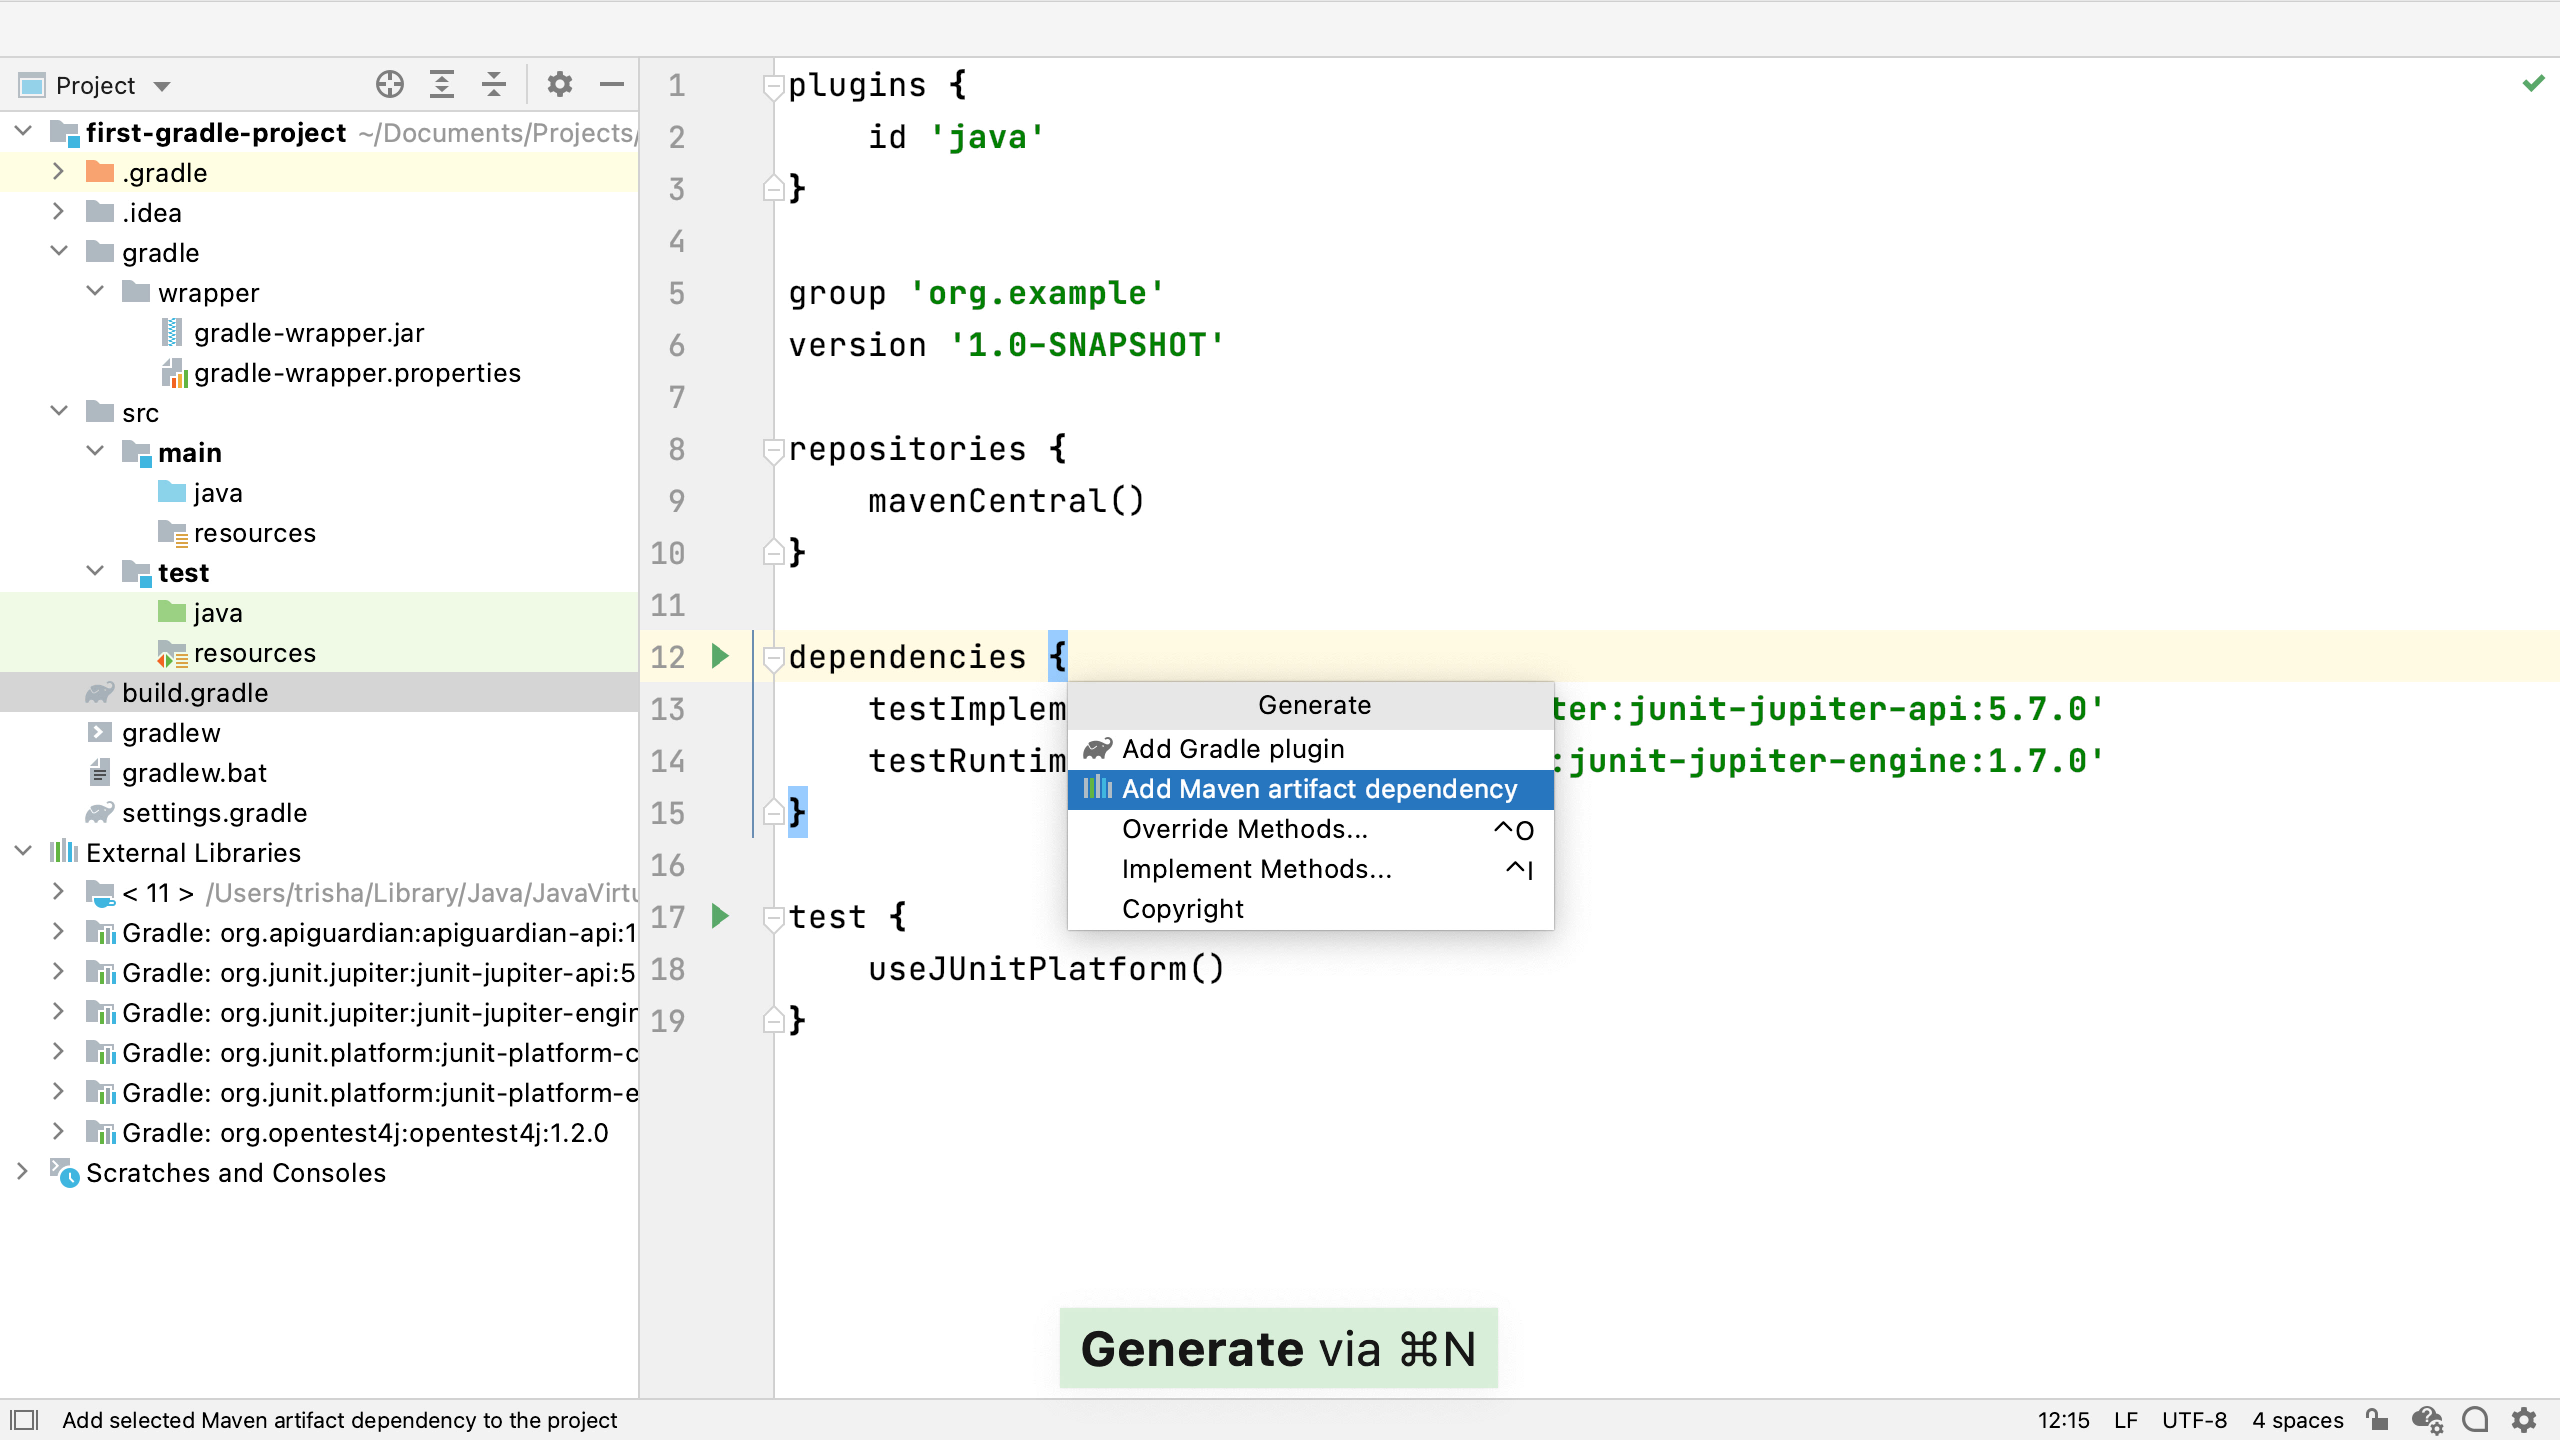 Project
first-gradle-project ~/Documents/Projects/
.gradle
.idea
gradle
wrapper
gradle-wrapper.jar
gradle-wrapper.properties
src
main
java
resources
test
java
resources
build.gradle
gradlew
gradlew.bat
settings.gradle
External Libraries
< 11 > /Users/trisha/Library/Java/JavaVirtu
Gradle: org.apiguardian:apiguardian-api:1
Gradle: org.junit.jupiter:junit-jupiter-api:5
Gradle: org.junit.jupiter:junit-jupiter-engin
Gradle: org.junit.platform:junit-platform-c
Gradle: org.junit.platform:junit-platform-e
Gradle: org.opentest4j:opentest4j:1.2.0
Scratches and Consoles
1 plugins {
2 id 'java'
3 }
4
5 group 'org.example'
6 version '1.0-SNAPSHOT'
7
8 repositories {
9 mavenCentral()
10 }
11
12 dependencies {
13 testImplem ter:junit-jupiter-api:5.7.0'
14 testRuntim :junit-jupiter-engine:1.7.0'
15 }
16
17 test {
18 useJUnitPlatform()
19 }
Generate
Add Gradle plugin
Add Maven artifact dependency
Override Methods... ^O
Implement Methods... ^I
Copyright
Generate via ⌘N
Add selected Maven artifact dependency to the project
12:15 LF UTF-8 4 spaces